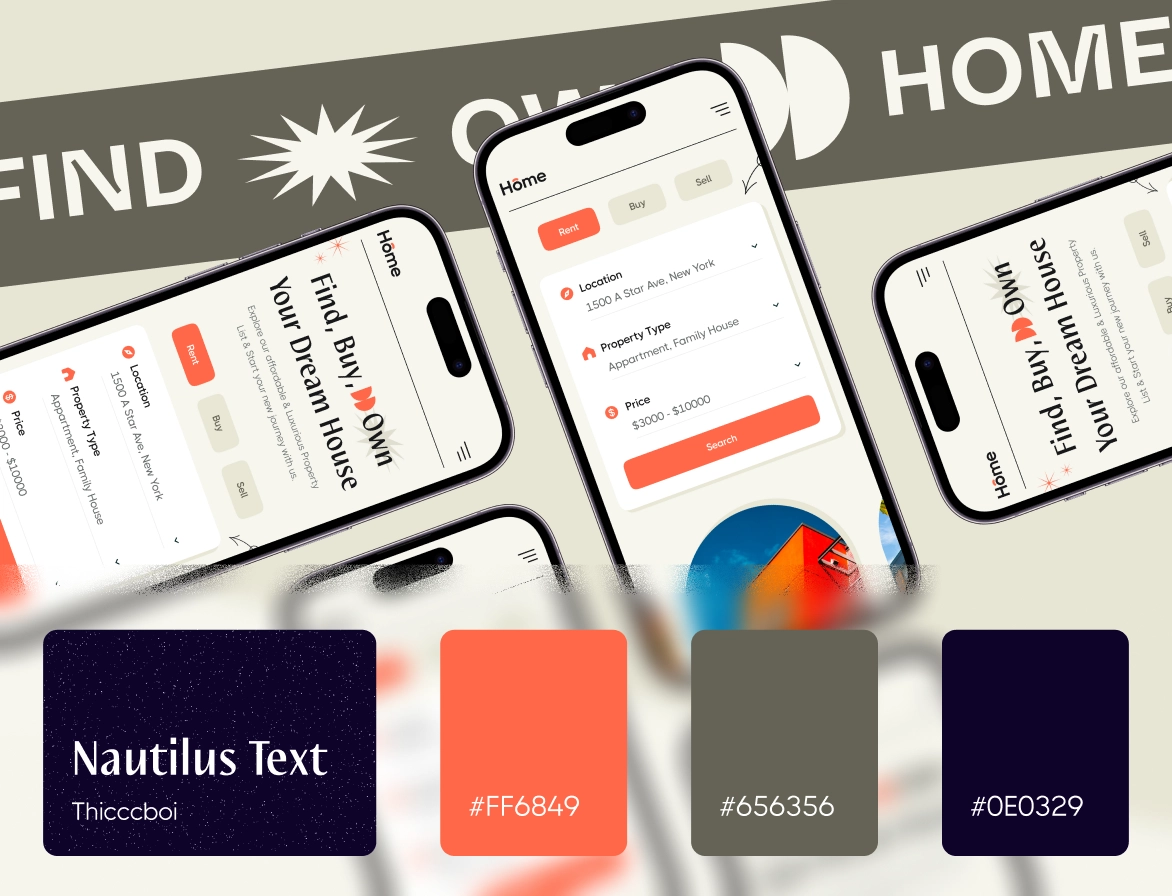 FIND OWN HOME
Home
Rent
Buy
Sell
Location
1500 A Star Ave, New York
Property Type
Appartment, Family House
Price
$3000 - $10000
Search
Home
Find, Buy, Own
Your Dream House
Explore our affordable & Luxurious Property
List & Start your new journey with us.
Rent
Buy
Sell
Location
1500 A Star Ave, New York
Property Type
Appartment, Family House
Price
$3000 - $10000
Home
Find, Buy, Own
Your Dream House
Explore our affordable & Luxurious Property
List & Start your new journey with us.
Buy
Sell
Nautilus Text
Thicccboi
#FF6849
#656356
#0E0329